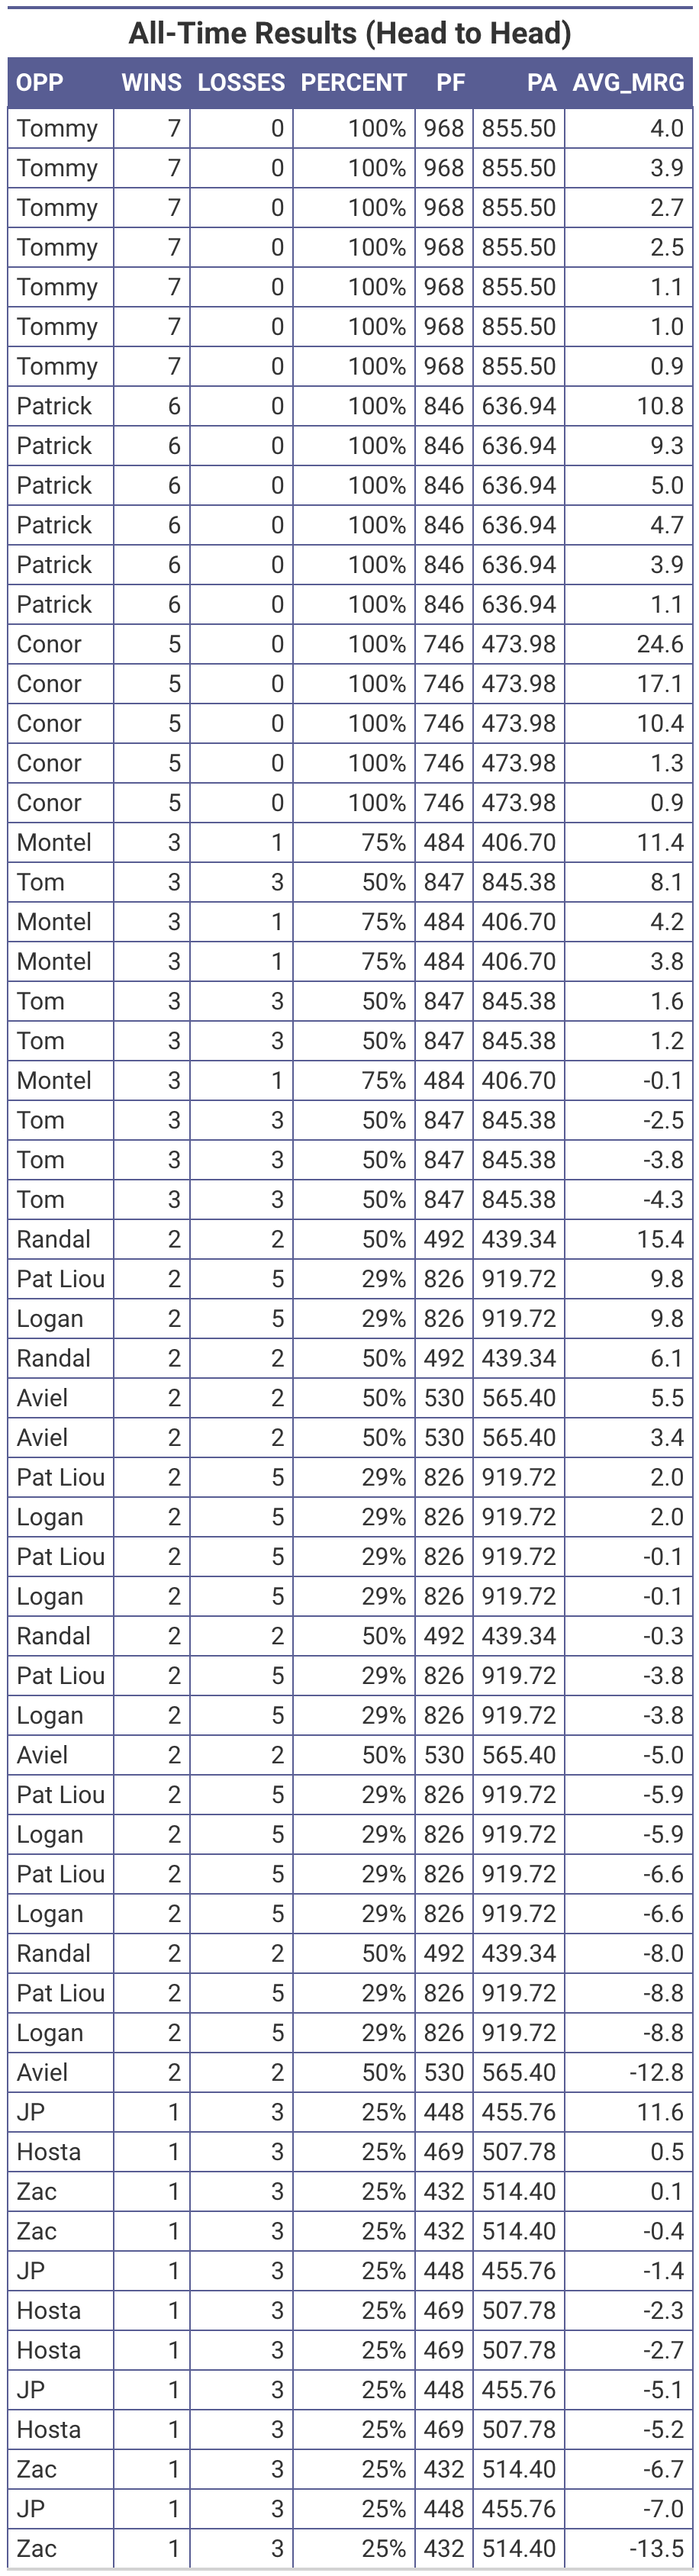 All-Time Results (Head to Head)
OPP WINS LOSSES PERCENT PF PA AVG_MRG
Tommy 7 0 100% 968 855.50 4.0
Tommy 7 0 100% 968 855.50 3.9
Tommy 7 0 100% 968 855.50 2.7
Tommy 7 0 100% 968 855.50 2.5
Tommy 7 0 100% 968 855.50 1.1
Tommy 7 0 100% 968 855.50 1.0
Tommy 7 0 100% 968 855.50 0.9
Patrick 6 0 100% 846 636.94 10.8
Patrick 6 0 100% 846 636.94 9.3
Patrick 6 0 100% 846 636.94 5.0
Patrick 6 0 100% 846 636.94 4.7
Patrick 6 0 100% 846 636.94 3.9
Patrick 6 0 100% 846 636.94 1.1
Conor 5 0 100% 746 473.98 24.6
Conor 5 0 100% 746 473.98 17.1
Conor 5 0 100% 746 473.98 10.4
Conor 5 0 100% 746 473.98 1.3
Conor 5 0 100% 746 473.98 0.9
Montel 3 1 75% 484 406.70 11.4
Tom 3 3 50% 847 845.38 8.1
Montel 3 1 75% 484 406.70 4.2
Montel 3 1 75% 484 406.70 3.8
Tom 3 3 50% 847 845.38 1.6
Tom 3 3 50% 847 845.38 1.2
Montel 3 1 75% 484 406.70 -0.1
Tom 3 3 50% 847 845.38 -2.5
Tom 3 3 50% 847 845.38 -3.8
Tom 3 3 50% 847 845.38 -4.3
Randal 2 2 50% 492 439.34 15.4
Pat Liou 2 5 29% 826 919.72 9.8
Logan 2 5 29% 826 919.72 9.8
Randal 2 2 50% 492 439.34 6.1
Aviel 2 2 50% 530 565.40 5.5
Aviel 2 2 50% 530 565.40 3.4
Pat Liou 2 5 29% 826 919.72 2.0
Logan 2 5 29% 826 919.72 2.0
Pat Liou 2 5 29% 826 919.72 -0.1
Logan 2 5 29% 826 919.72 -0.1
Randal 2 2 50% 492 439.34 -0.3
Pat Liou 2 5 29% 826 919.72 -3.8
Logan 2 5 29% 826 919.72 -3.8
Aviel 2 2 50% 530 565.40 -5.0
Pat Liou 2 5 29% 826 919.72 -5.9
Logan 2 5 29% 826 919.72 -5.9
Pat Liou 2 5 29% 826 919.72 -6.6
Logan 2 5 29% 826 919.72 -6.6
Randal 2 2 50% 492 439.34 -8.0
Pat Liou 2 5 29% 826 919.72 -8.8
Logan 2 5 29% 826 919.72 -8.8
Aviel 2 2 50% 530 565.40 -12.8
JP 1 3 25% 448 455.76 11.6
Hosta 1 3 25% 469 507.78 0.5
Zac 1 3 25% 432 514.40 0.1
Zac 1 3 25% 432 514.40 -0.4
JP 1 3 25% 448 455.76 -1.4
Hosta 1 3 25% 469 507.78 -2.3
Hosta 1 3 25% 469 507.78 -2.7
JP 1 3 25% 448 455.76 -5.1
Hosta 1 3 25% 469 507.78 -5.2
Zac 1 3 25% 432 514.40 -6.7
JP 1 3 25% 448 455.76 -7.0
Zac 1 3 25% 432 514.40 -13.5